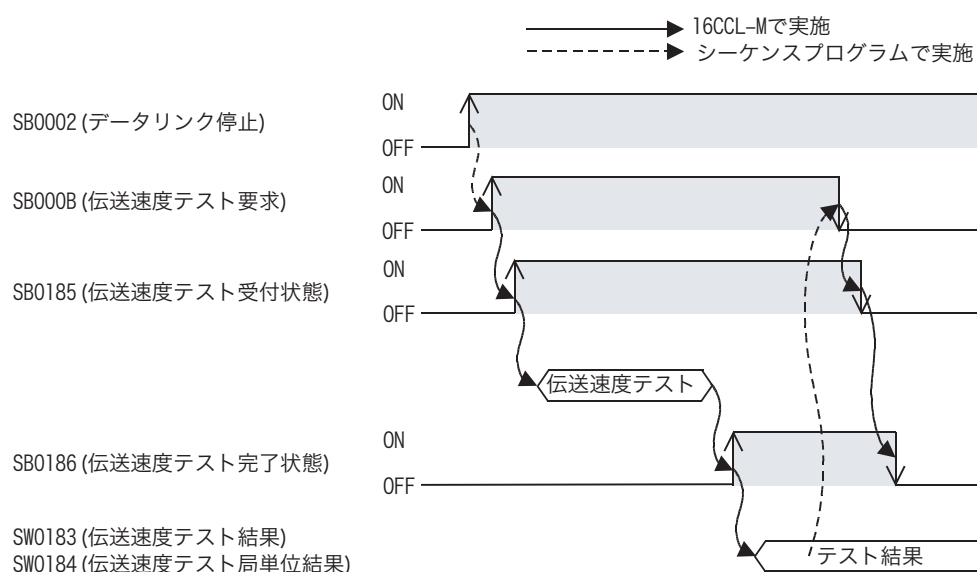 16CCL-Mで実施
シーケンスプログラムで実施
SB0002(データリンク停止)
ON
OFF
SB000B(伝送速度テスト要求)
ON
OFF
SB0185(伝送速度テスト受付状態)
ON
OFF
伝送速度テスト
SB0186(伝送速度テスト完了状態)
ON
OFF
SW0183(伝送速度テスト結果)
SW0184(伝送速度テスト局単位結果)
テスト結果